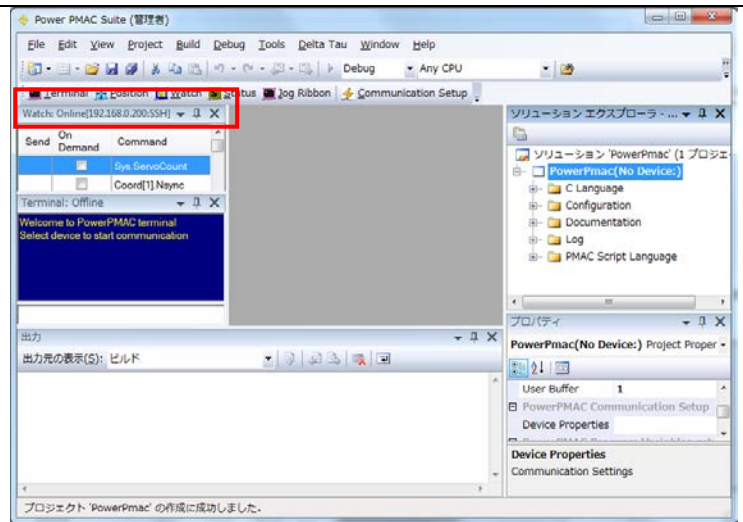 Power PMAC Suite (管理者)
File Edit View Project Build Debug Tools Delta Tau Window Help
Debug Any CPU
Terminal Position Watch Status Jog Ribbon Communication Setup
Watch: Online[192.168.0.200:SSH]
Send On Demand Command
Sys.ServoCount
Coord[1].Nsync
Terminal: Offline
Welcome to PowerPMAC terminal
Select device to start communication
ソリューション エクスプローラ - ...
ソリューション 'PowerPmac' (1 プロジェ
PowerPmac(No Device:)
C Language
Configuration
Documentation
Log
PMAC Script Language
出力
出力元の表示(S): ビルド
プロパティ
PowerPmac(No Device:) Project Proper
User Buffer 1
PowerPMAC Communication Setup
Device Properties
Device Properties
Communication Settings
プロジェクト 'PowerPmac' の作成に成功しました。